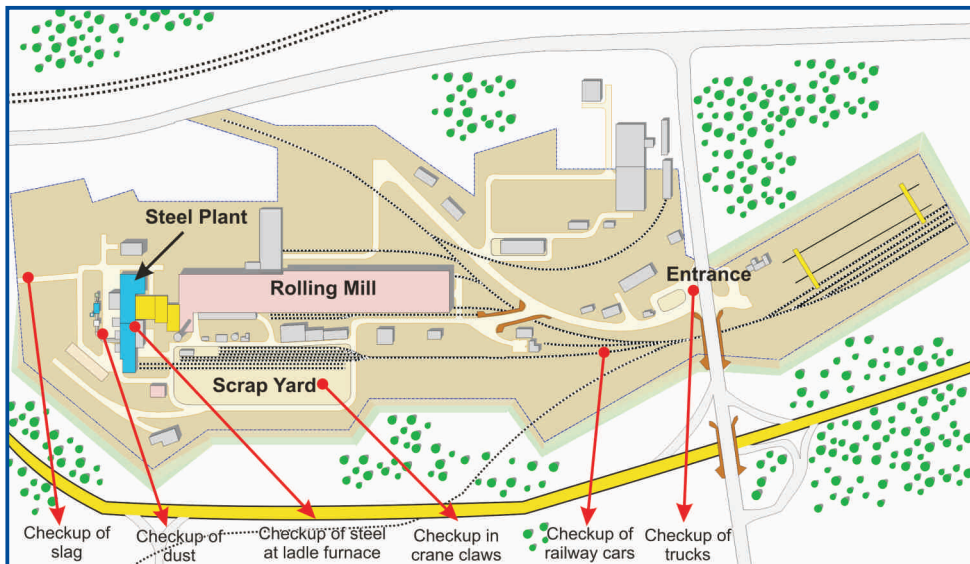 Steel Plant
Rolling Mill
Entrance
Scrap Yard
Checkup of
slag
Checkup of
dust
Checkup of steel
at ladle furnace
Checkup in
crane claws
Checkup of
railway cars
Checkup of
trucks